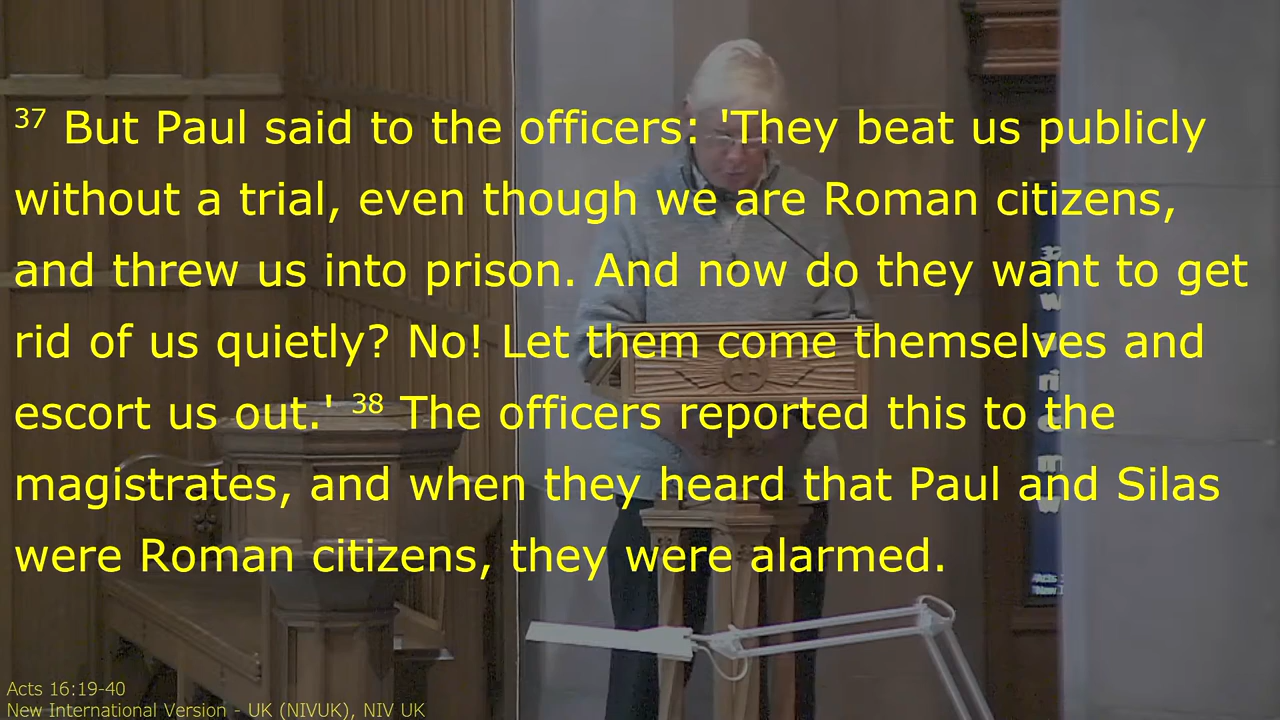 37 But Paul said to the officers: 'They beat us publicly
without a trial, even though we are Roman citizens,
and threw us into prison. And now do they want to get
rid of us quietly? No! Let them come themselves and
escort us out.' 38 The officers reported this to the
magistrates, and when they heard that Paul and Silas
were Roman citizens, they were alarmed.
Acts 16:19-40
New International Version - UK (NIVUK), NIV UK